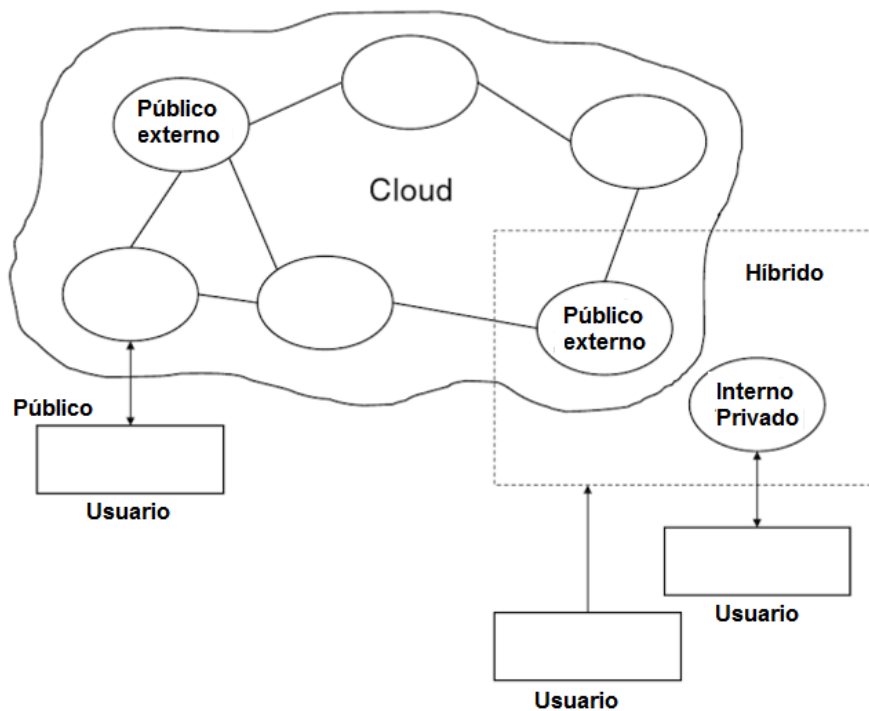 Público
externo
Cloud
Híbrido
Público
externo
Interno
Privado
Público
Usuario
Usuario
Usuario